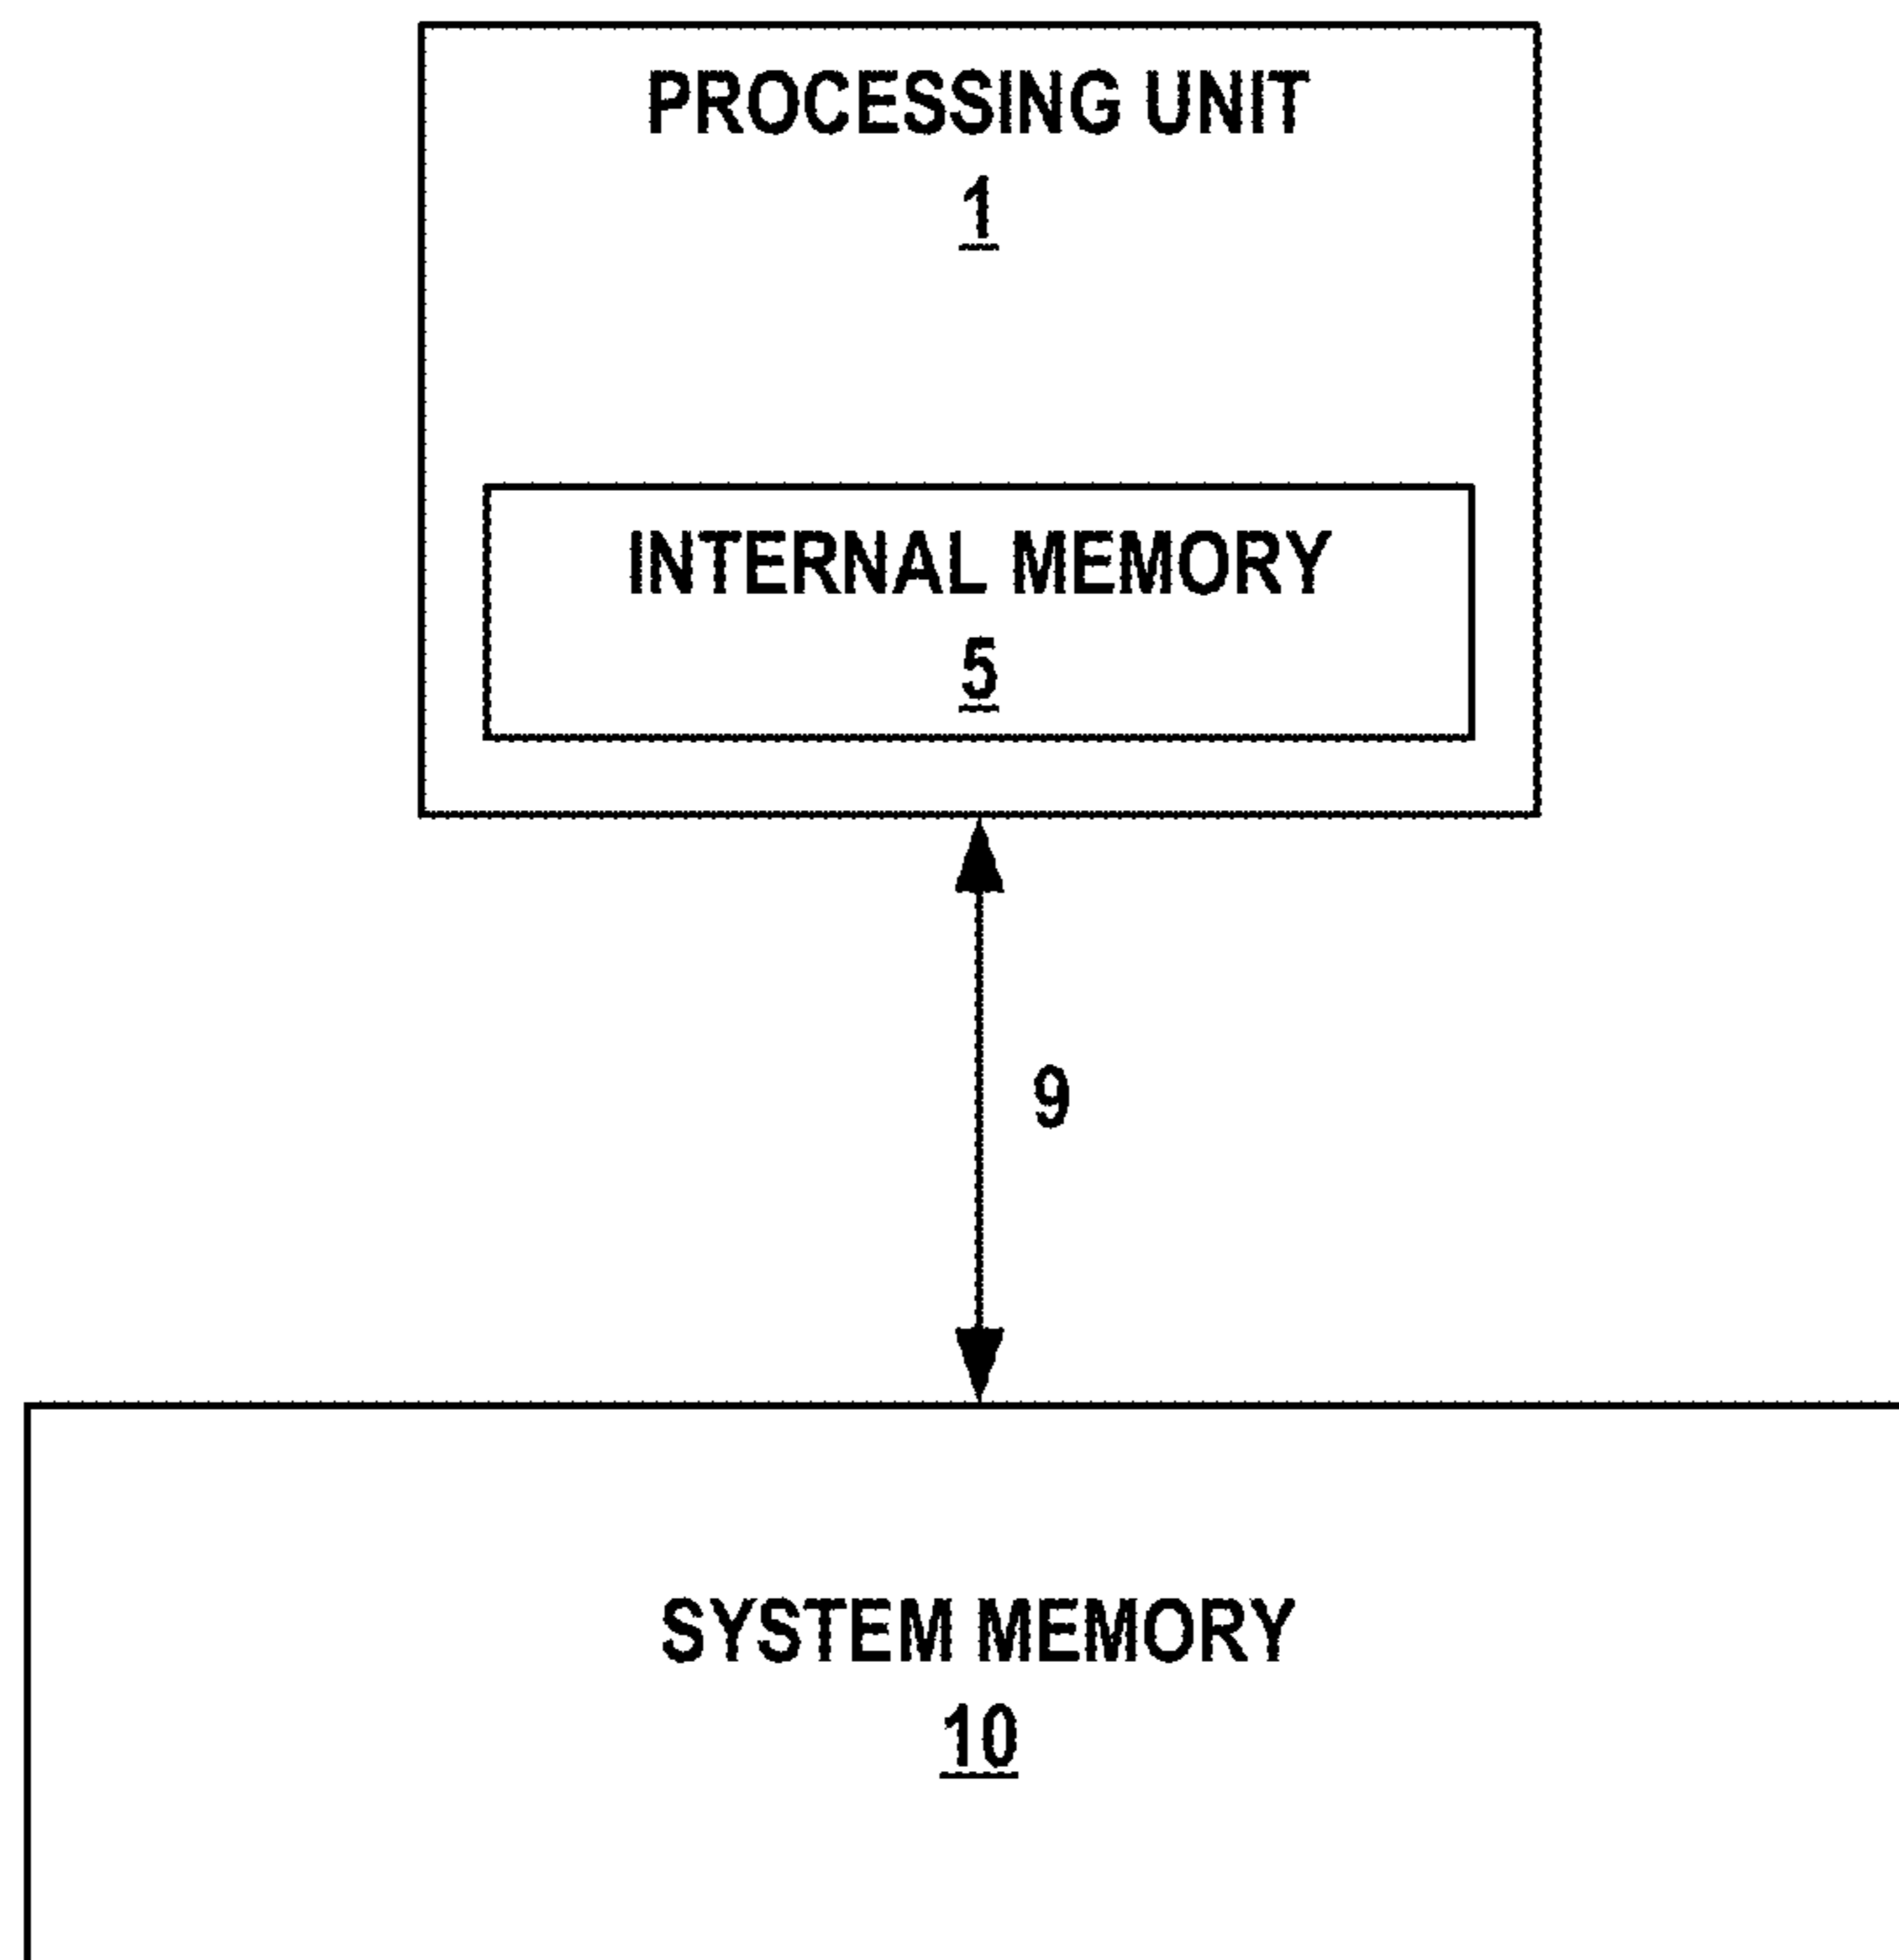 PROCESSING UNIT
1
INTERNAL MEMORY
5
9
SYSTEM MEMORY
10